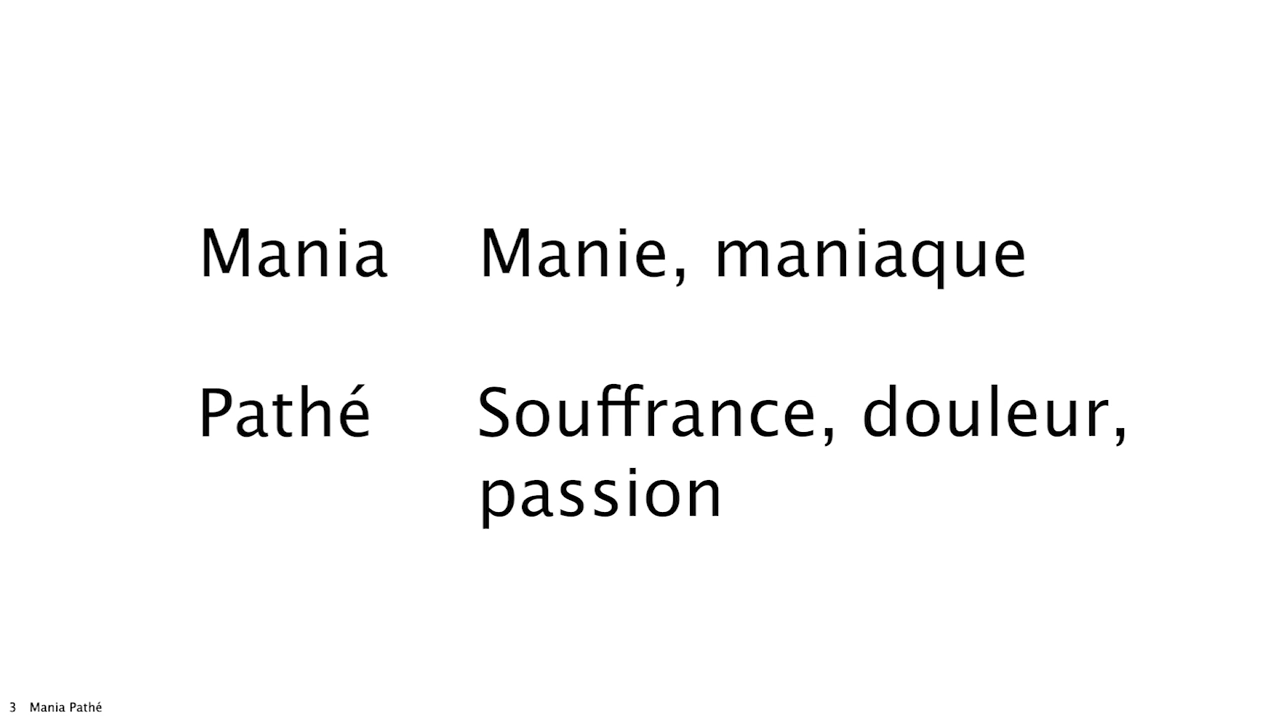 Mania Manie, maniaque
Pathé Souffrance, douleur,
passion
3 Mania Pathé